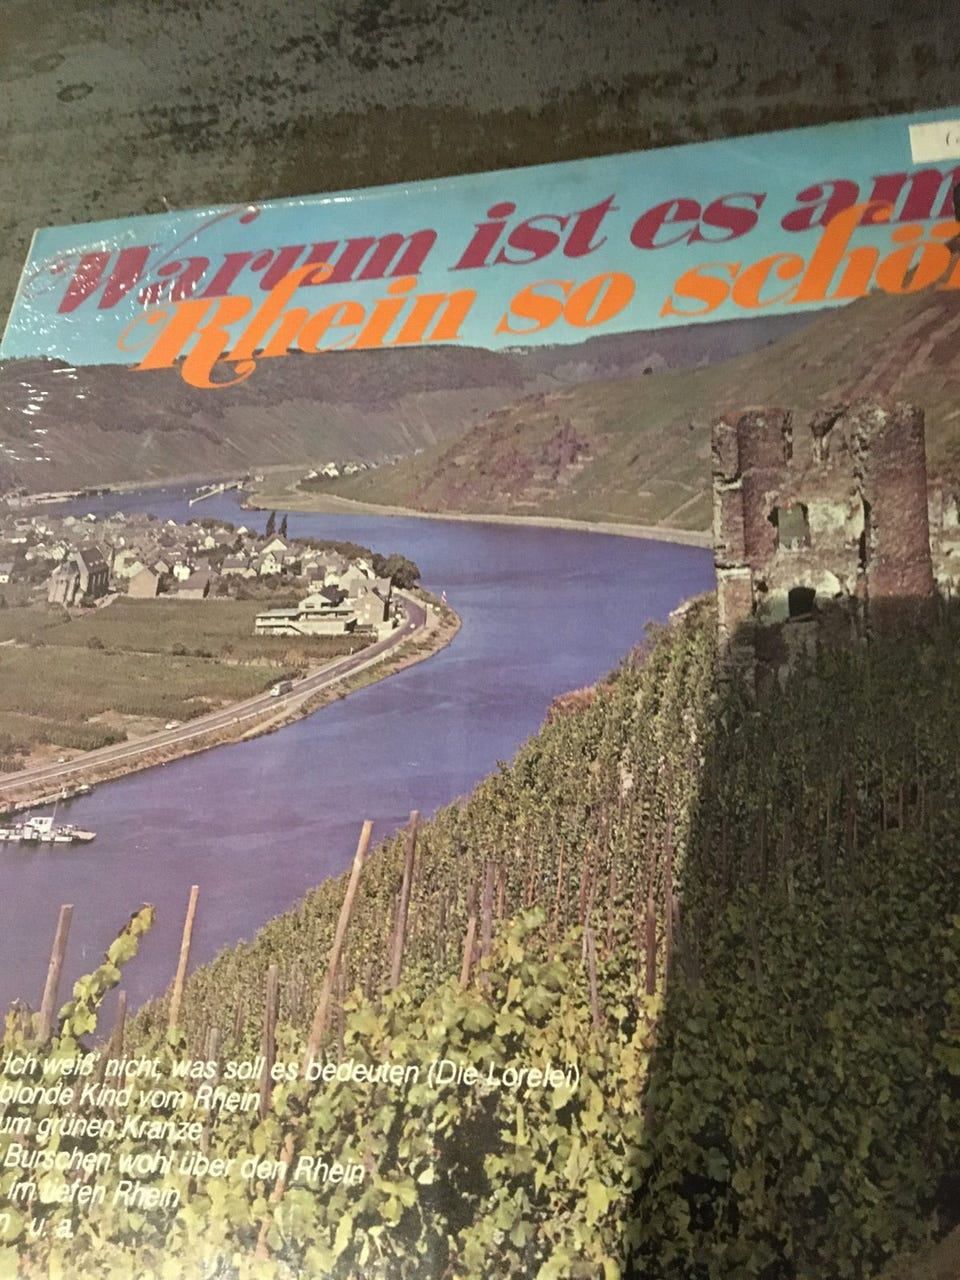 Warum ist es am
Rhein so schö
Ich weiß' nicht, was soll es bedeuten (Die Lorelei)
blonde Kind vom Rhein
um grünen Kranze
Burschen wohl über den Rhein
Im tiefen Rhein
u. a.